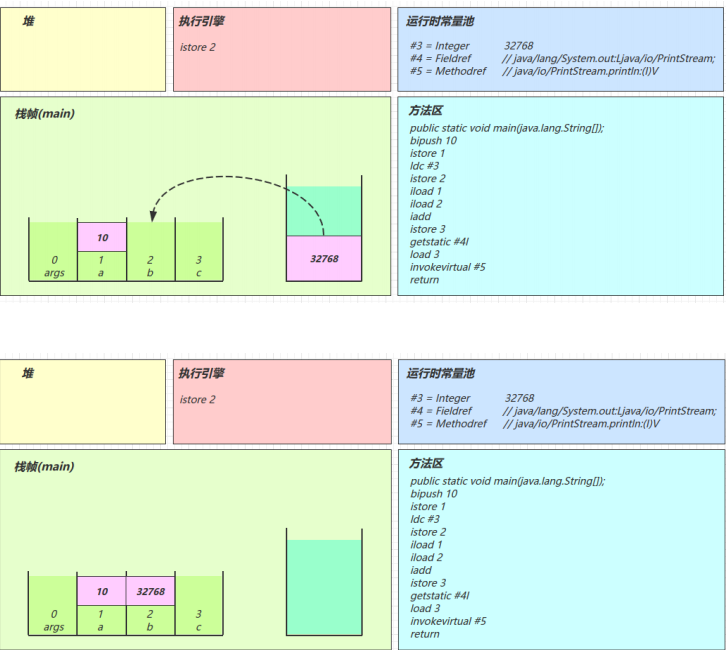 堆
执行引擎
istore 2
运行时常量池
#3 = Integer 32768
#4 = Fieldref // java/lang/System.out:Ljava/io/PrintStream;
#5 = Methodref // java/io/PrintStream.println:(I)V
栈帧(main)
10
0 1 2 3
args a b c
32768
方法区
public static void main(java.lang.String[]);
bipush 10
istore 1
ldc #3
istore 2
iload 1
iload 2
iadd
istore 3
getstatic #4I
load 3
invokevirtual #5
return
堆
执行引擎
istore 2
运行时常量池
#3 = Integer 32768
#4 = Fieldref // java/lang/System.out:Ljava/io/PrintStream;
#5 = Methodref // java/io/PrintStream.println:(I)V
栈帧(main)
10 32768
0 1 2 3
args a b c
方法区
public static void main(java.lang.String[]);
bipush 10
istore 1
ldc #3
istore 2
iload 1
iload 2
iadd
istore 3
getstatic #4I
load 3
invokevirtual #5
return